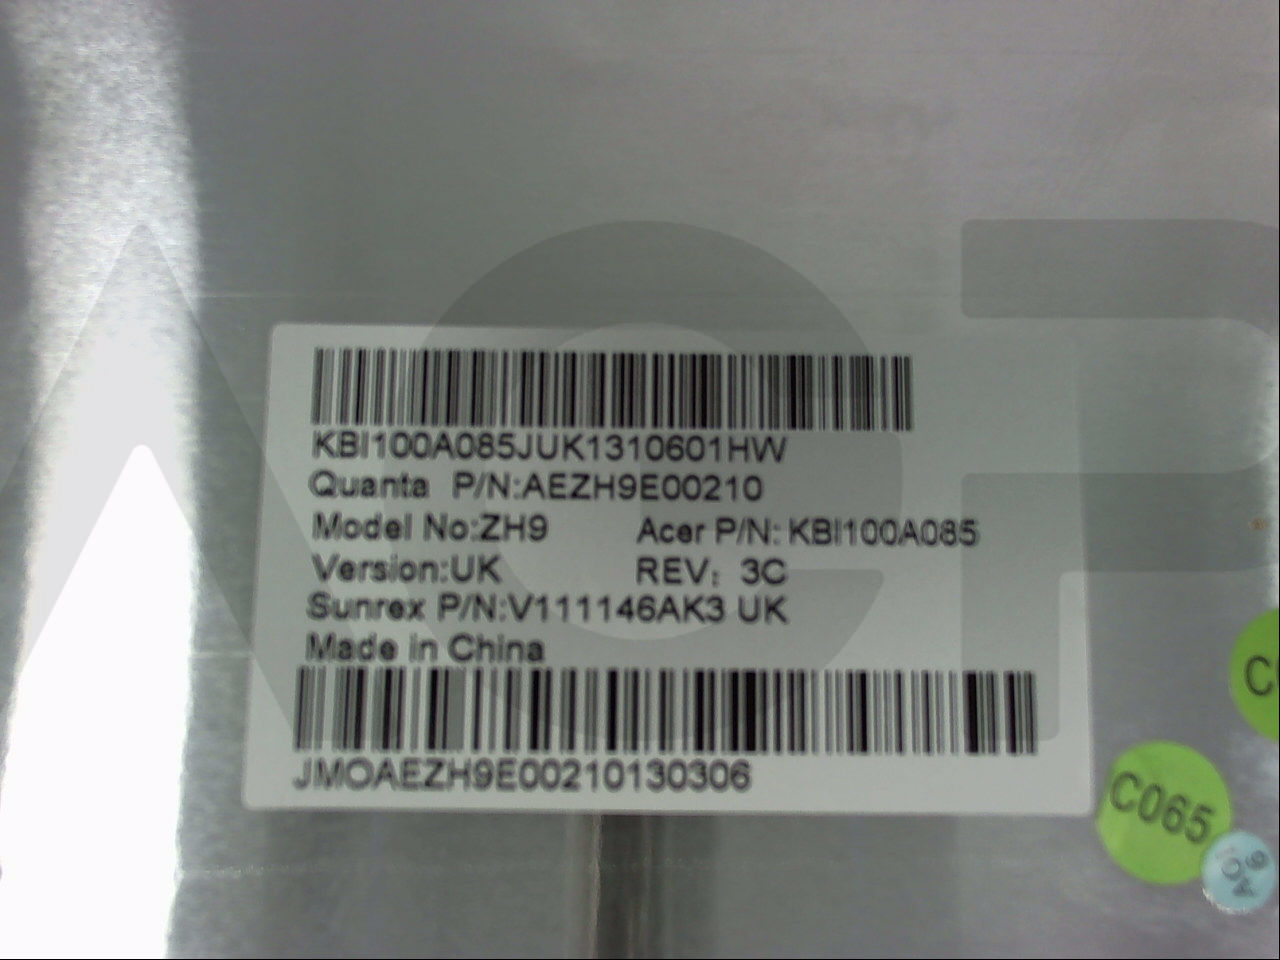 KBI100A085JUK1310601HW
Quanta P/N:AEZH9E00210
Model No:ZH9 Acer P/N: KBI100A085
Version:UK REV: 3C
Sunrex P/N:V111146AK3 UK
Made in China
JMOAEZH9E00210130306
C065